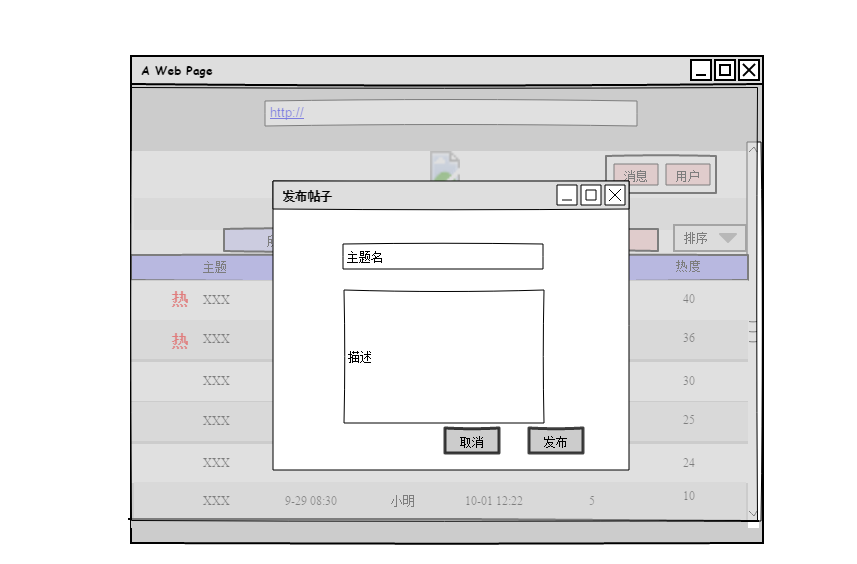 A Web Page
http://
消息 用户
发布帖子
排序
主题 热度
主题名
热 XXX 40
热 XXX 36
XXX 30
描述
XXX 25
取消 发布
XXX 24
XXX 9-29 08:30 小明 10-01 12:22 5 10